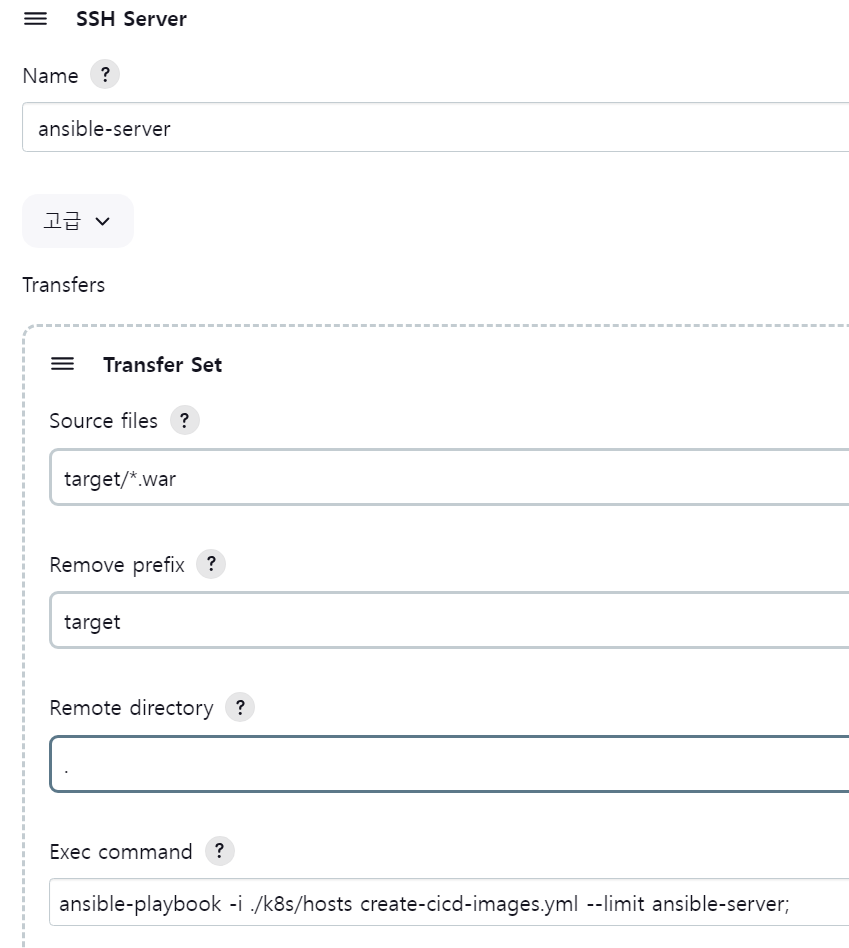 SSH Server
Name ?
ansible-server
고급
Transfers
Transfer Set
Source files ?
target/*.war
Remove prefix ?
target
Remote directory ?
.
Exec command ?
ansible-playbook -i ./k8s/hosts create-cicd-images.yml --limit ansible-server;